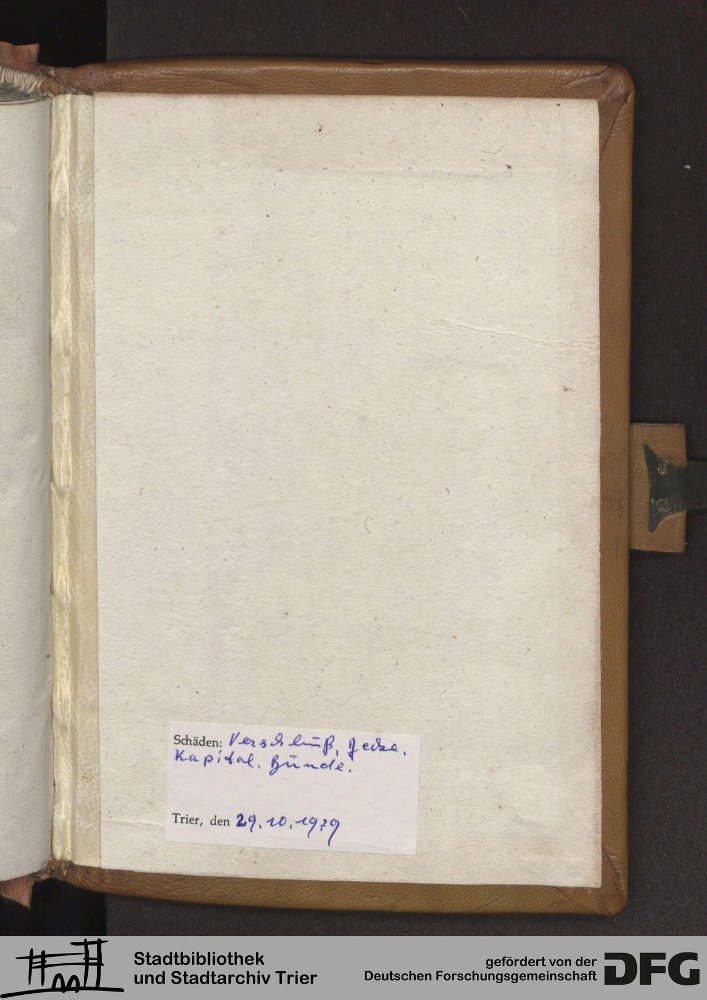 Schäden: Verschluß, Decke.
Kapital. Bünde.
Trier, den 29.10.1979
Stadtbibliothek
und Stadtarchiv Trier
gefördert von der
Deutschen Forschungsgemeinschaft
DFG